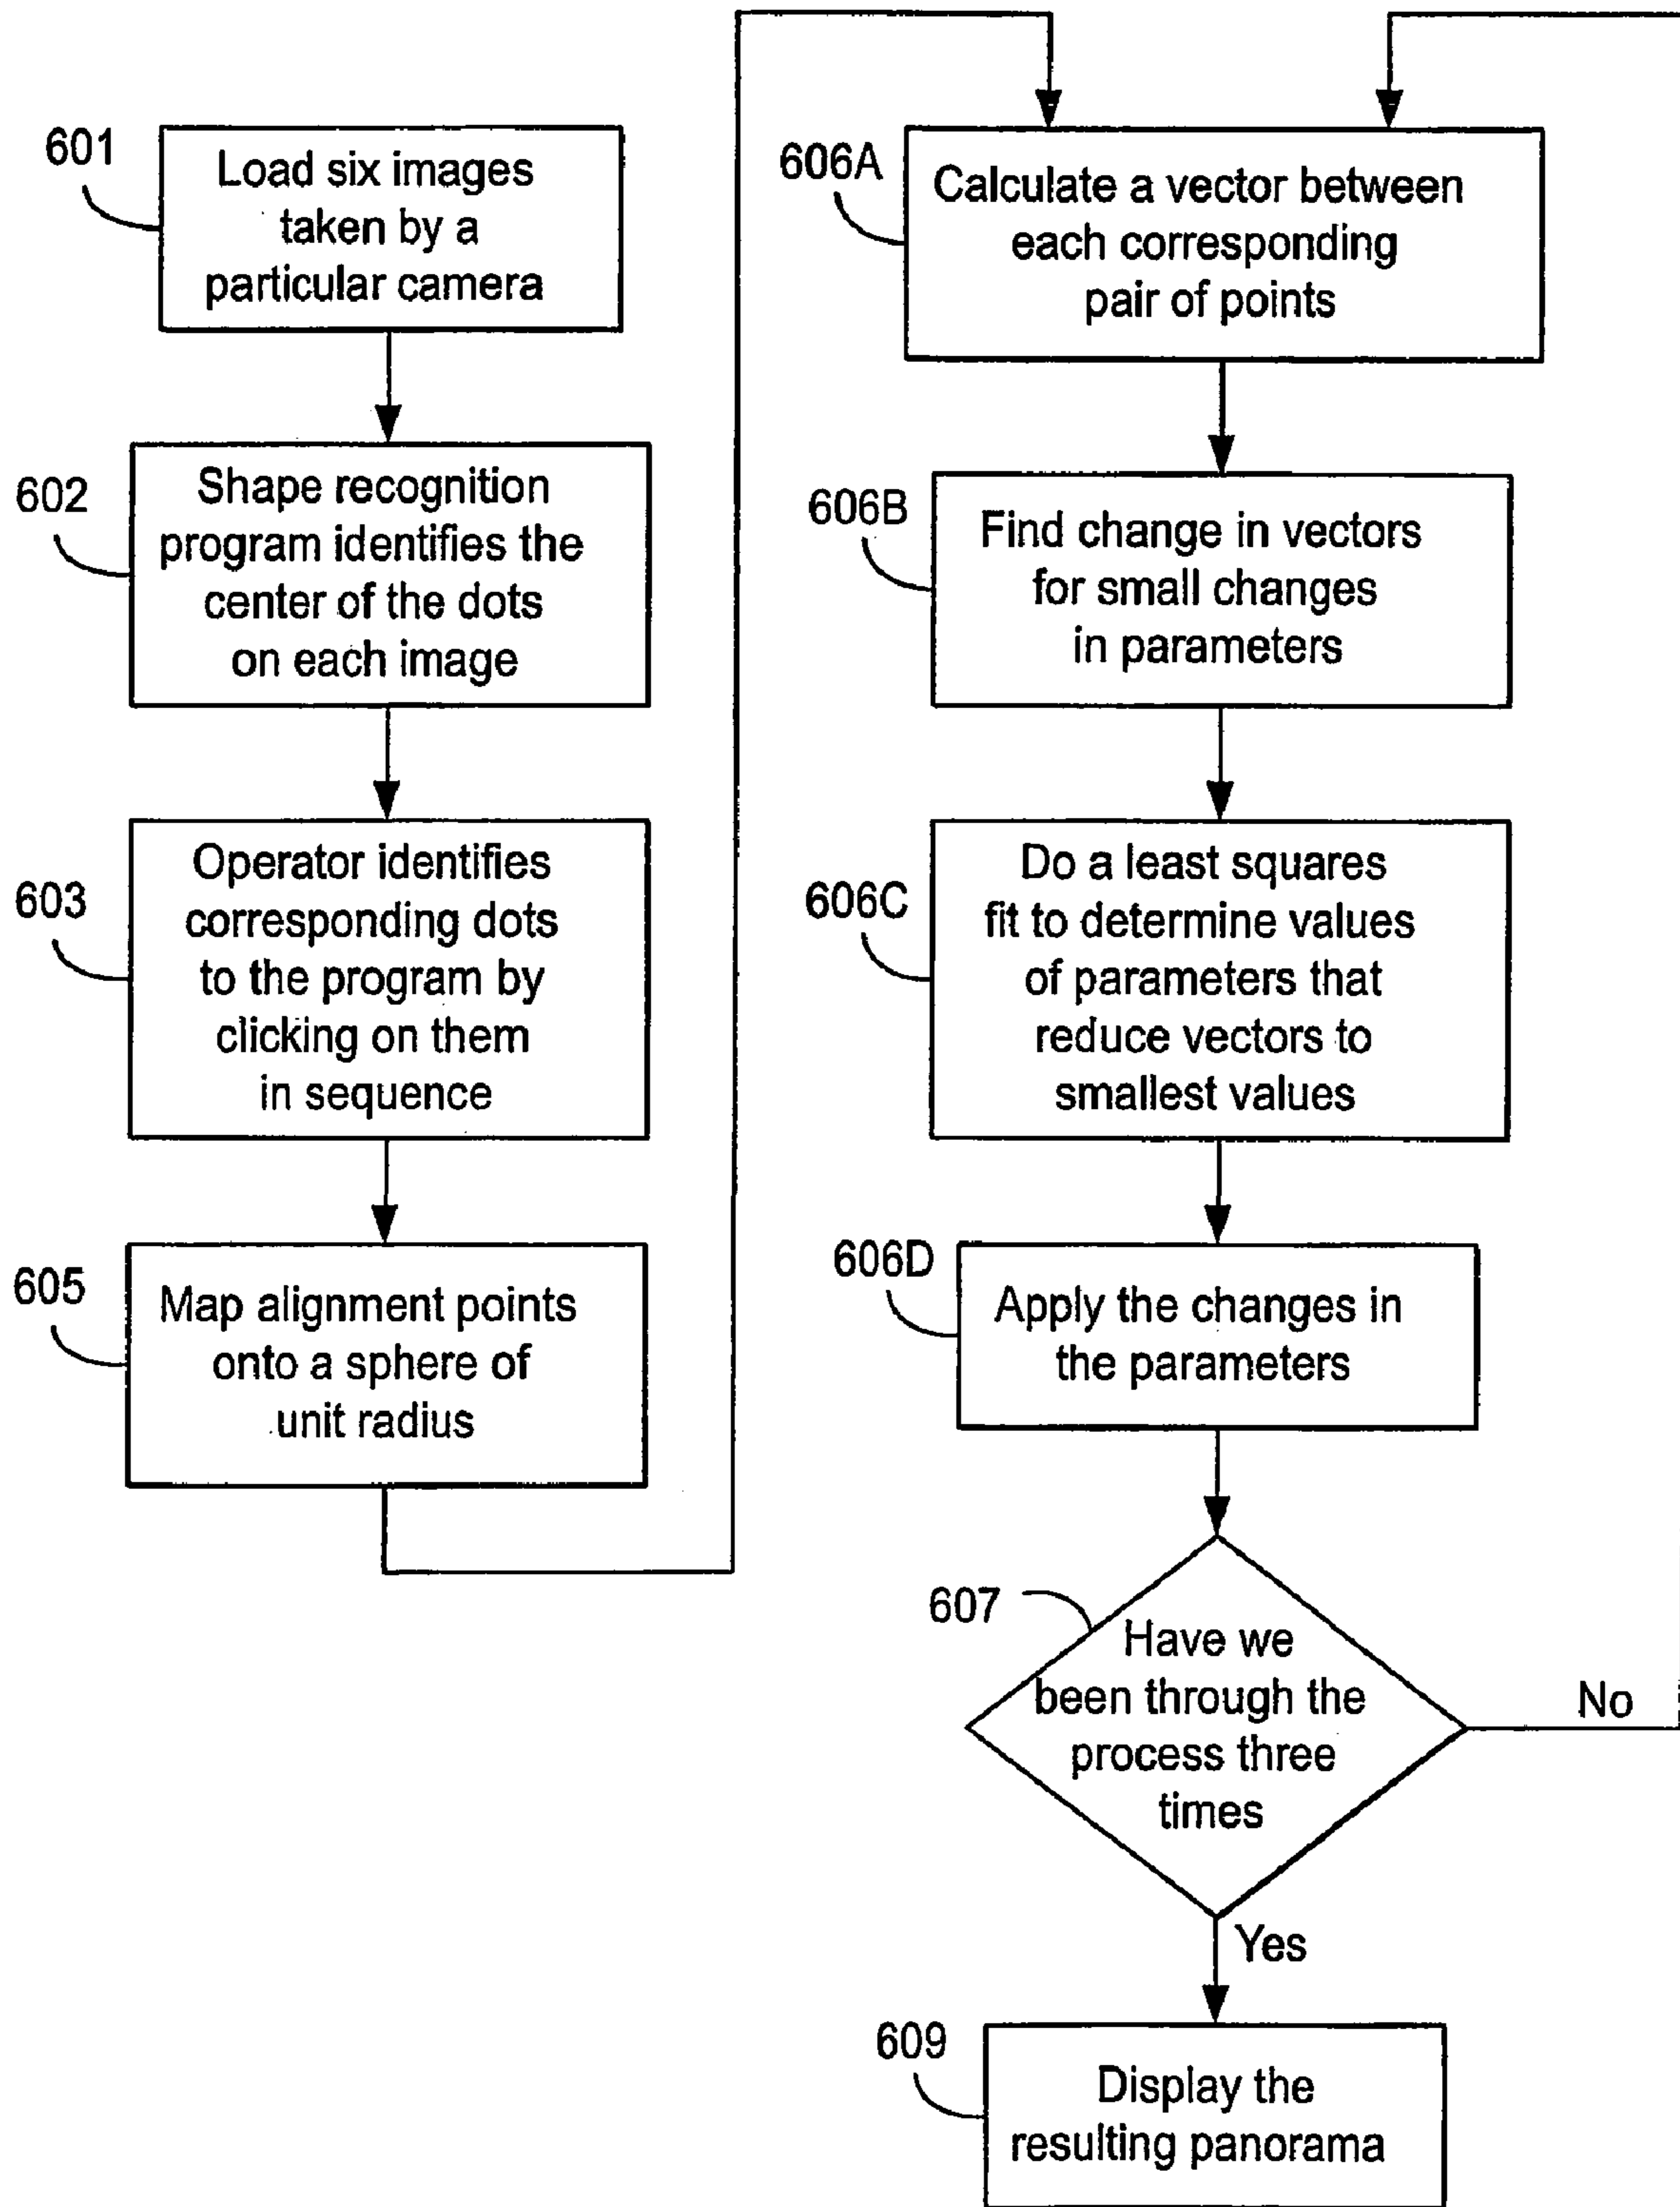 601
Load six images
taken by a
particular camera
602
Shape recognition
program identifies the
center of the dots
on each image
603
Operator identifies
corresponding dots
to the program by
clicking on them
in sequence
605
Map alignment points
onto a sphere of
unit radius
606A
Calculate a vector between
each corresponding
pair of points
606B
Find change in vectors
for small changes
in parameters
606C
Do a least squares
fit to determine values
of parameters that
reduce vectors to
smallest values
606D
Apply the changes in
the parameters
607
Have we
been through the
process three
times
No
Yes
609
Display the
resulting panorama